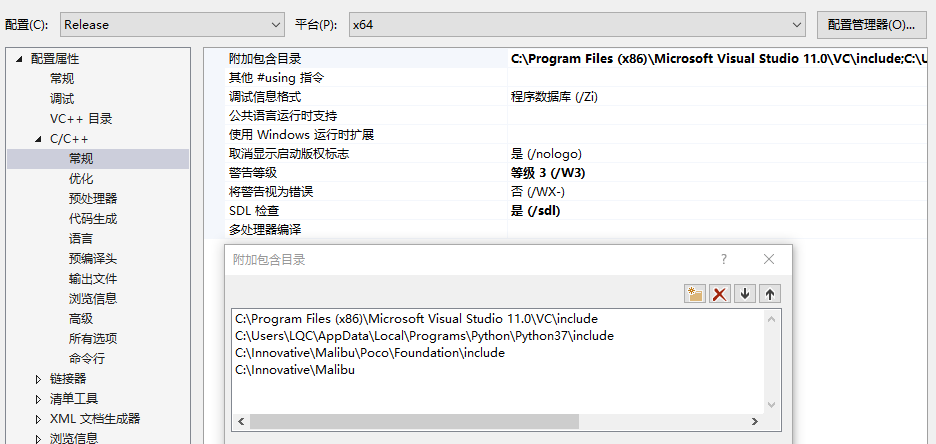 配置(C): Release 平台(P): x64 配置管理器(O)...
配置属性
常规
调试
VC++ 目录
C/C++
常规
优化
预处理器
代码生成
语言
预编译头
输出文件
浏览信息
高级
所有选项
命令行
链接器
清单工具
XML 文档生成器
浏览信息
附加包含目录 C:\Program Files (x86)\Microsoft Visual Studio 11.0\VC\include;C:\U
其他 #using 指令
调试信息格式 程序数据库 (/Zi)
公共语言运行时支持
使用 Windows 运行时扩展
取消显示启动版权标志 是 (/nologo)
警告等级 等级 3 (/W3)
将警告视为错误 否 (/WX-)
SDL 检查 是 (/sdl)
多处理器编译
附加包含目录 ?
C:\Program Files (x86)\Microsoft Visual Studio 11.0\VC\include
C:\Users\LQC\AppData\Local\Programs\Python\Python37\include
C:\Innovative\Malibu\Poco\Foundation\include
C:\Innovative\Malibu